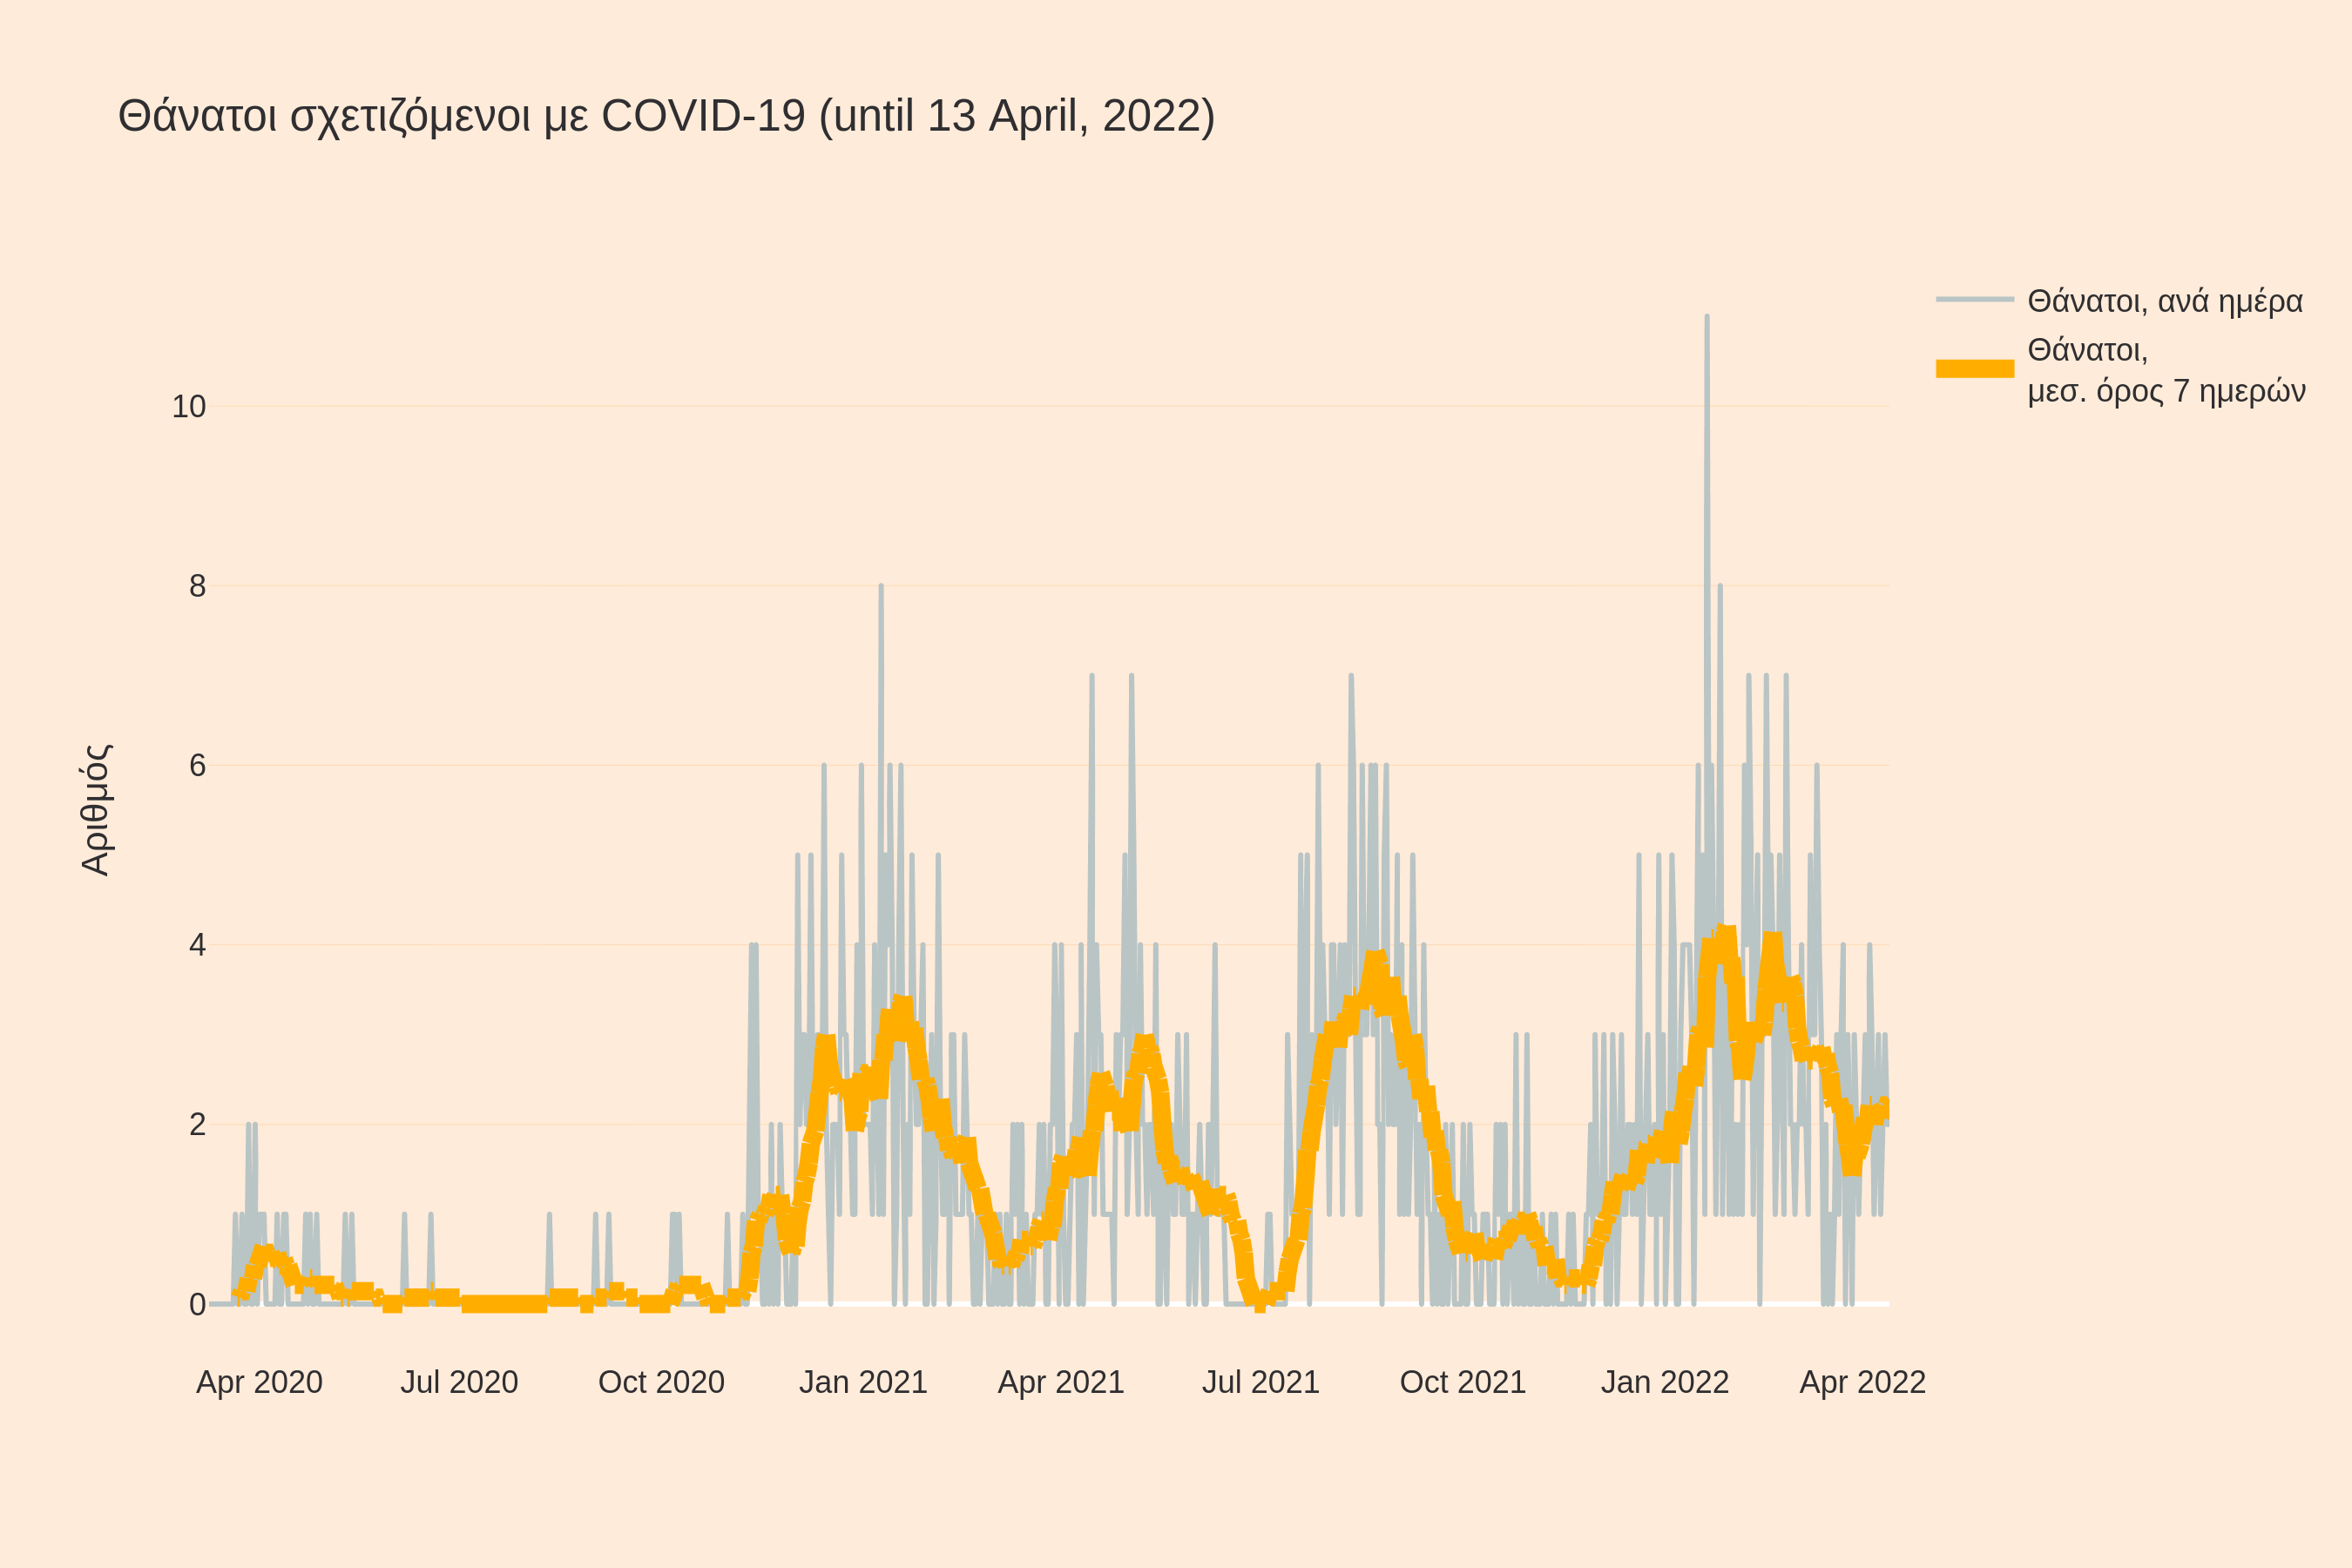 Θάνατοι σχετιζόμενοι με COVID-19 (until 13 April, 2022)
Θάνατοι, ανά ημέρα
Θάνατοι,
μεσ. όρος 7 ημερών
Αριθμός
10
8
6
4
2
0
Apr 2020
Jul 2020
Oct 2020
Jan 2021
Apr 2021
Jul 2021
Oct 2021
Jan 2022
Apr 2022